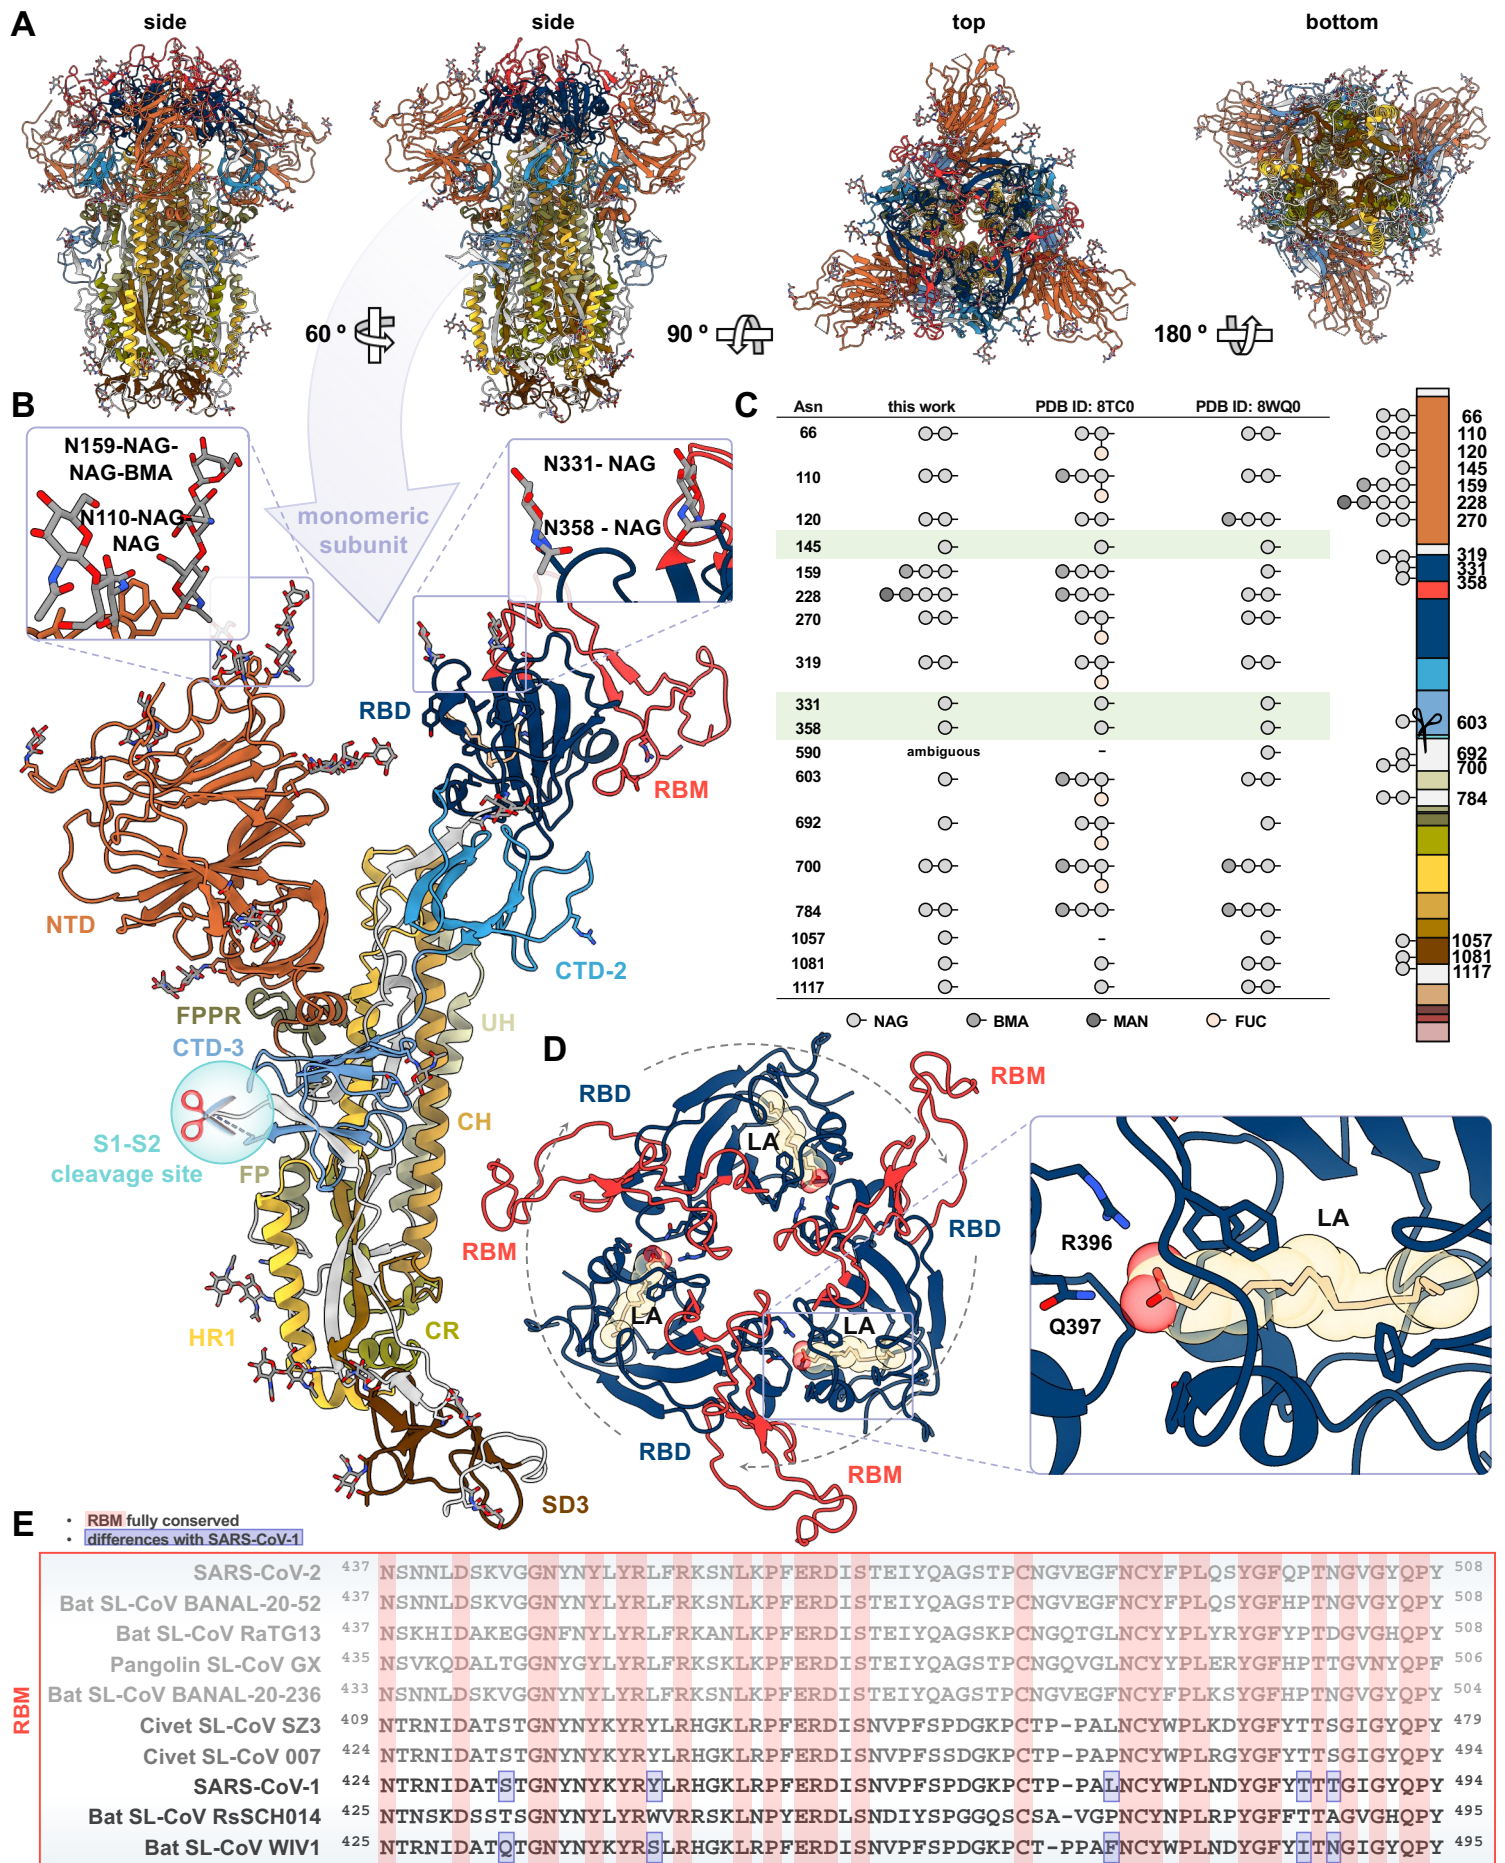 A
side
side
top
bottom
60 º
90 º
180 º
B
N159-NAG-
NAG-BMA
N110-NAG-
NAG
N331- NAG
N358 - NAG
monomeric
subunit
RBD
RBM
NTD
CTD-2
FPPR
CTD-3
UH
CH
S1-S2
cleavage site
FP
HR1
CR
SD3
C
Asn this work PDB ID: 8TC0 PDB ID: 8WQ0
66
110
120
145
159
228
270
319
331
358
590 ambiguous –
603
692
700
784
1057 –
1081
1117
NAG BMA MAN FUC
66
110
120
145
159
228
270
319
331
358
603
692
700
784
1057
1081
1117
D
RBD
RBM
LA
RBM
RBD
LA
LA
RBD
RBM
R396
Q397
LA
E
• RBM fully conserved
• differences with SARS-CoV-1
RBM
SARS-CoV-2 437 NSNNLDSKVGGNYNYLYRLFRKSNLKPFERDISTEIYQAGSTPCNGVEGFNCYFPLQSYGFQPTNGVGYQPY 508
Bat SL-CoV BANAL-20-52 437 NSNNLDSKVGGNYNYLYRLFRKSNLKPFERDISTEIYQAGSTPCNGVEGFNCYFPLQSYGFHPTNGVGYQPY 508
Bat SL-CoV RaTG13 437 NSKHIDAKEGGNFNYLYRLFRKANLKPFERDISTEIYQAGSKPCNGQTGLNCYYPLYRYGFYPTDGVGHQPY 508
Pangolin SL-CoV GX 435 NSVKQDALTGGNYGYLYRLFRKSKLKPFERDISTEIYQAGSTPCNGQVGLNCYYPLERYGFHPTTGVNYQPF 506
Bat SL-CoV BANAL-20-236 433 NSNNLDSKVGGNYNYLYRLFRKSNLKPFERDISTEIYQAGSTPCNGVEGFNCYFPLKSYGFHPTNGVGYQPY 504
Civet SL-CoV SZ3 409 NTRNIDATSTGNYNYKYRYLRHGKLRPFERDISNVPFSPDGKPCTP-PALNCYWPLKDYGFYTTSGIGYQPY 479
Civet SL-CoV 007 424 NTRNIDATSTGNYNYKYRYLRHGKLRPFERDISNVPFSSDGKPCTP-PAPNCYWPLRGYGFYTTSGIGYQPY 494
SARS-CoV-1 424 NTRNIDATSTGNYNYKYRYLRHGKLRPFERDISNVPFSPDGKPCTP-PALNCYWPLNDYGFYTTTGIGYQPY 494
Bat SL-CoV RsSCH014 425 NTNSKDSSTSGNYNYLYRWVRRSKLNPYERDLSNDIYSPGGQSCSA-VGPNCYNPLRPYGFFTTAGVGHQPY 495
Bat SL-CoV WIV1 425 NTRNIDATQTGNYNYKYRSLRHGKLRPFERDISNVPFSPDGKPCT-PPAFNCYWPLNDYGFYITNGIGYQPY 495